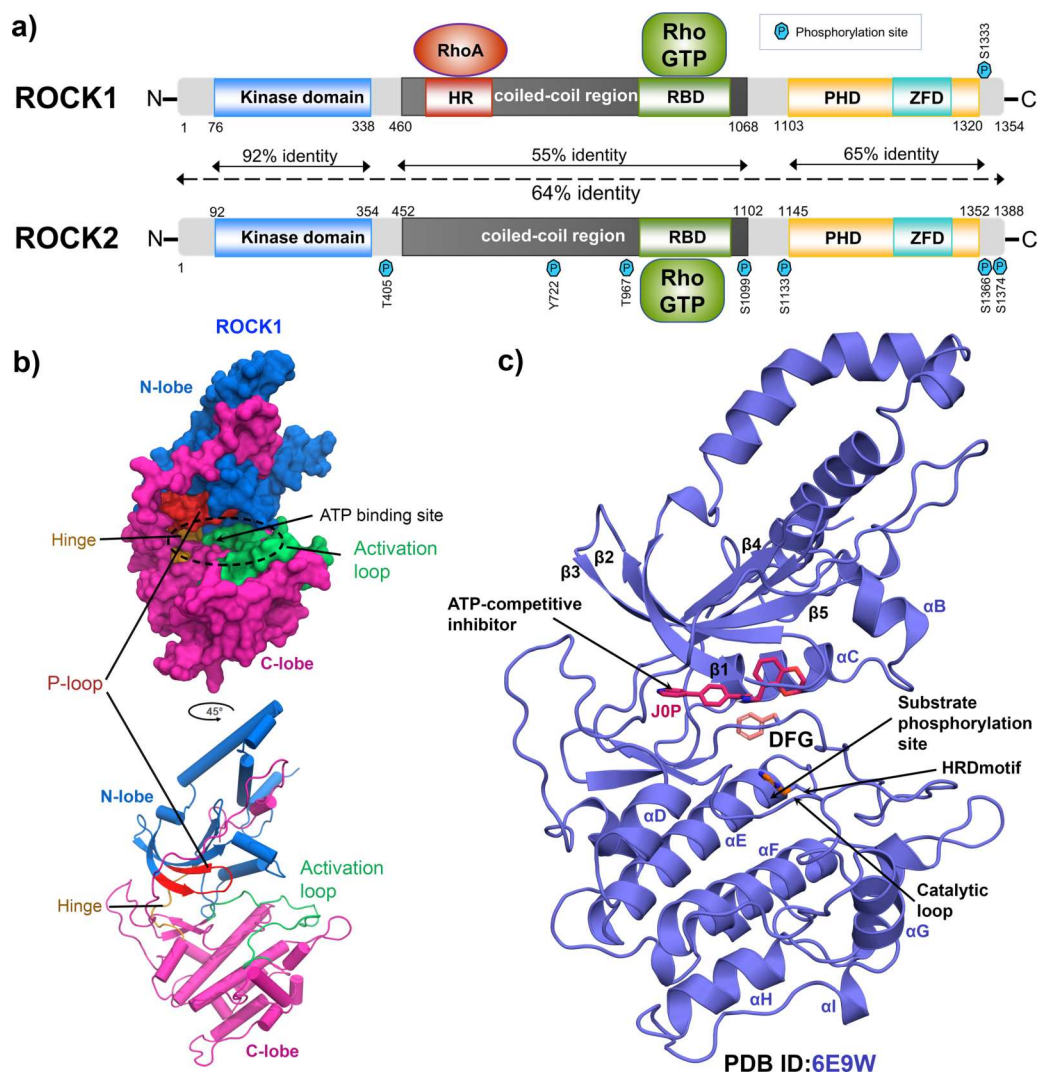 a)
P Phosphorylation site
RhoA
Rho
GTP
S1333
P
ROCK1
N
Kinase domain
HR
coiled-coil region
RBD
PHD
ZFD
C
1
76
338
460
1068
1103
1320
1354
92% identity
55% identity
65% identity
64% identity
92
354
452
1102
1145
1352
1388
ROCK2
N
Kinase domain
coiled-coil region
RBD
PHD
ZFD
C
1
P
P
P
P
P
P
P
T405
Y722
T967
Rho
GTP
S1099
S1133
S1366
S1374
b)
ROCK1
N-lobe
Hinge
ATP binding site
Activation
loop
C-lobe
P-loop
45°
N-lobe
Activation
loop
Hinge
C-lobe
c)
β4
β2
β3
β5
αB
ATP-competitive
inhibitor
β1
αC
J0P
Substrate
phosphorylation
site
DFG
HRDmotif
αD
αE
αF
Catalytic
loop
αG
αH
αI
PDB ID:6E9W